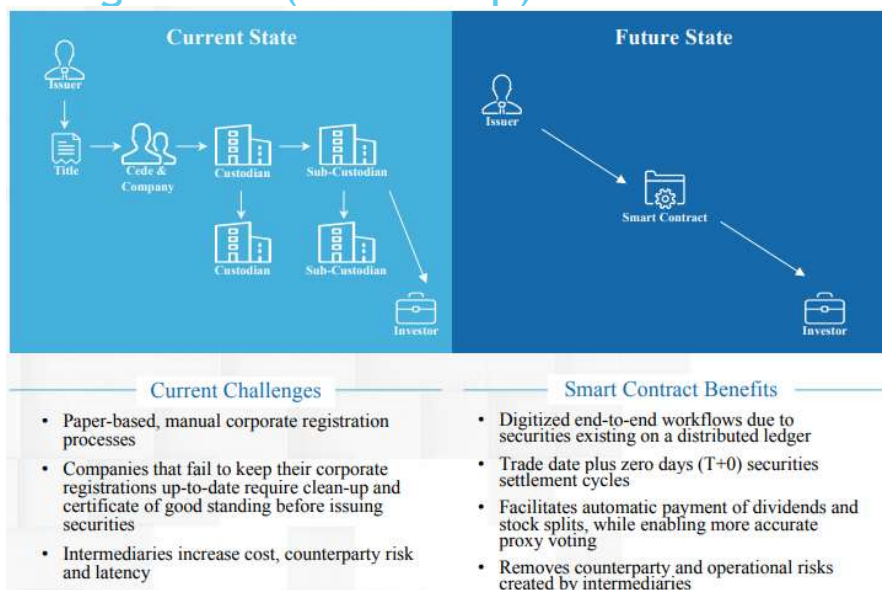 Current State
Issuer
Title
Cede &
Company
Custodian
Sub-Custodian
Custodian
Sub-Custodian
Investor
Future State
Issuer
Smart Contract
Investor
Current Challenges
• Paper-based, manual corporate registration
processes
• Companies that fail to keep their corporate
registrations up-to-date require clean-up and
certificate of good standing before issuing
securities
• Intermediaries increase cost, counterparty risk
and latency
Smart Contract Benefits
• Digitized end-to-end workflows due to
securities existing on a distributed ledger
• Trade date plus zero days (T+0) securities
settlement cycles
• Facilitates automatic payment of dividends and
stock splits, while enabling more accurate
proxy voting
• Removes counterparty and operational risks
created by intermediaries